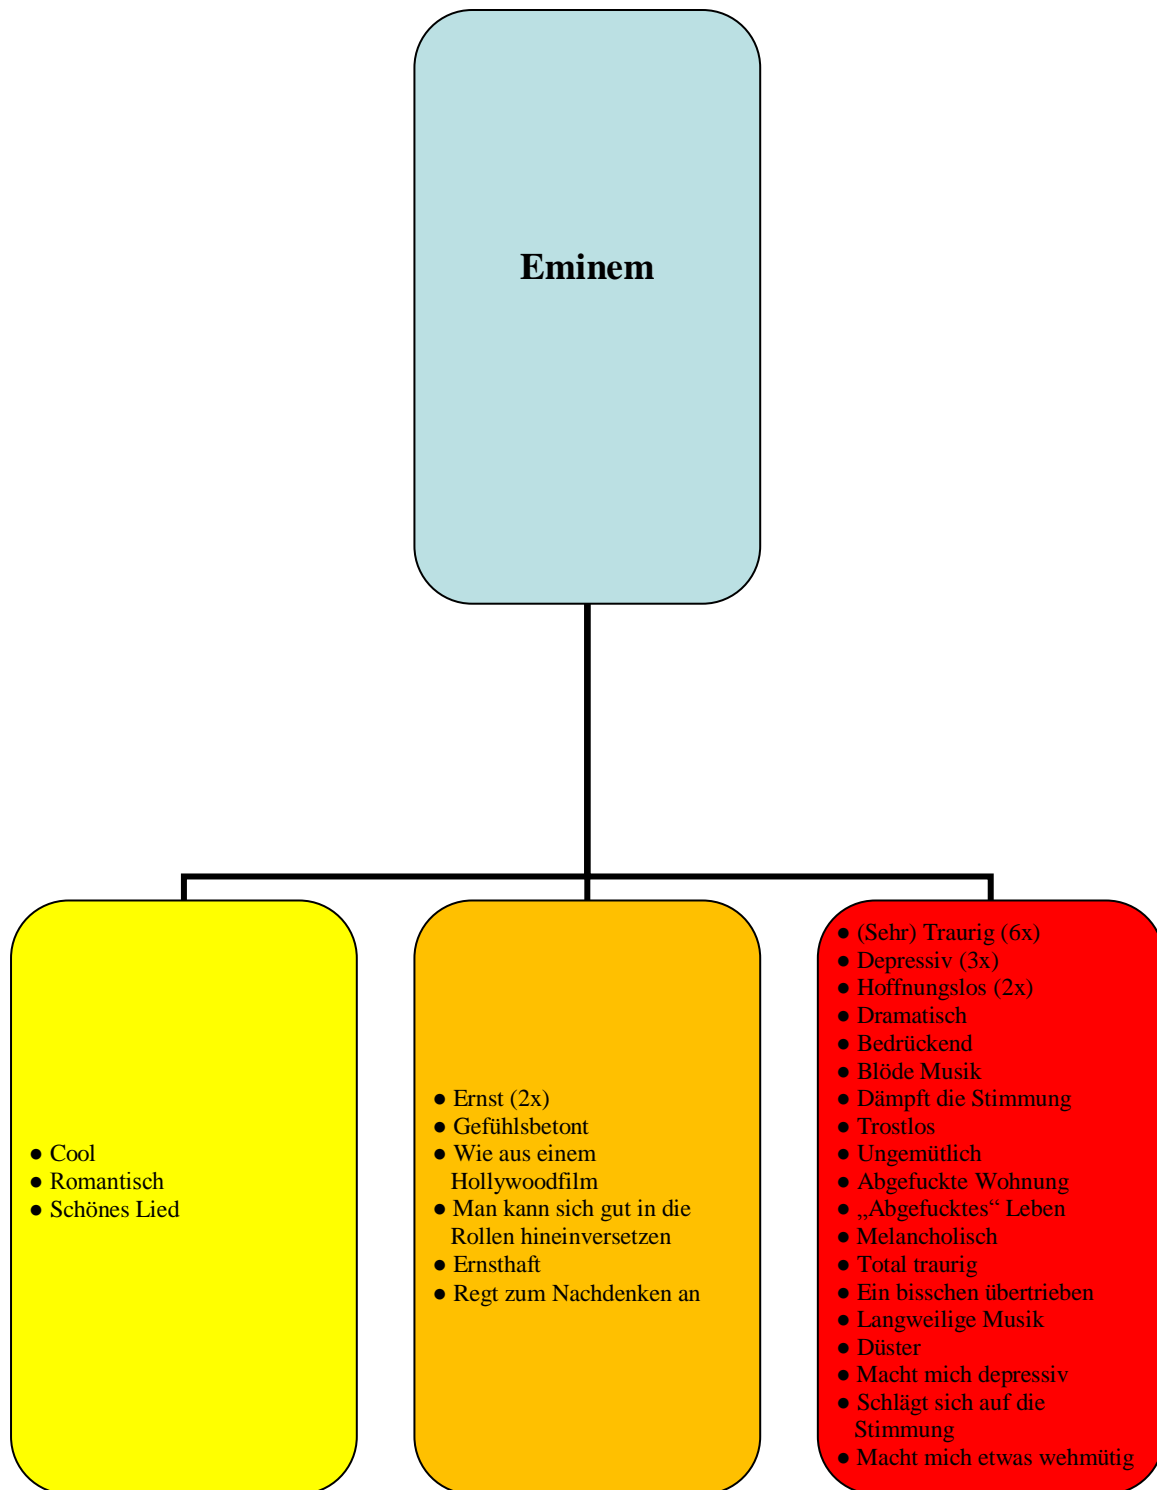 Eminem
● Cool
● Romantisch
● Schönes Lied
● Ernst (2x)
● Gefühlsbetont
● Wie aus einem
Hollywoodfilm
● Man kann sich gut in die
Rollen hineinversetzen
● Ernsthaft
● Regt zum Nachdenken an
● (Sehr) Traurig (6x)
● Depressiv (3x)
● Hoffnungslos (2x)
● Dramatisch
● Bedrückend
● Blöde Musik
● Dämpft die Stimmung
● Trostlos
● Ungemütlich
● Abgefuckte Wohnung
● „Abgefucktes“ Leben
● Melancholisch
● Total traurig
● Ein bisschen übertrieben
● Langweilige Musik
● Düster
● Macht mich depressiv
● Schlägt sich auf die
Stimmung
● Macht mich etwas wehmütig